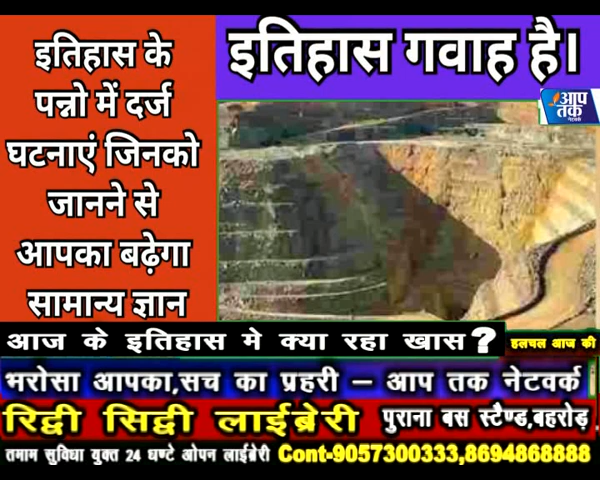 इतिहास के
पन्नो में दर्ज
घटनाएं जिनको
जानने से
आपका बढ़ेगा
सामान्य ज्ञान
इतिहास गवाह है।
आप
तक
नेटवर्क
आज के इतिहास मे क्या रहा खास?
हलचल आज की
भरोसा आपका,सच का प्रहरी – आप तक नेटवर्क
रिद्वी सिद्वी लाईब्रेरी
पुराना बस स्टैण्ड,बहरोड़
तमाम सुविधा युक्त 24 घण्टे ओपन लाईब्रेरी Cont-9057300333,8694868888